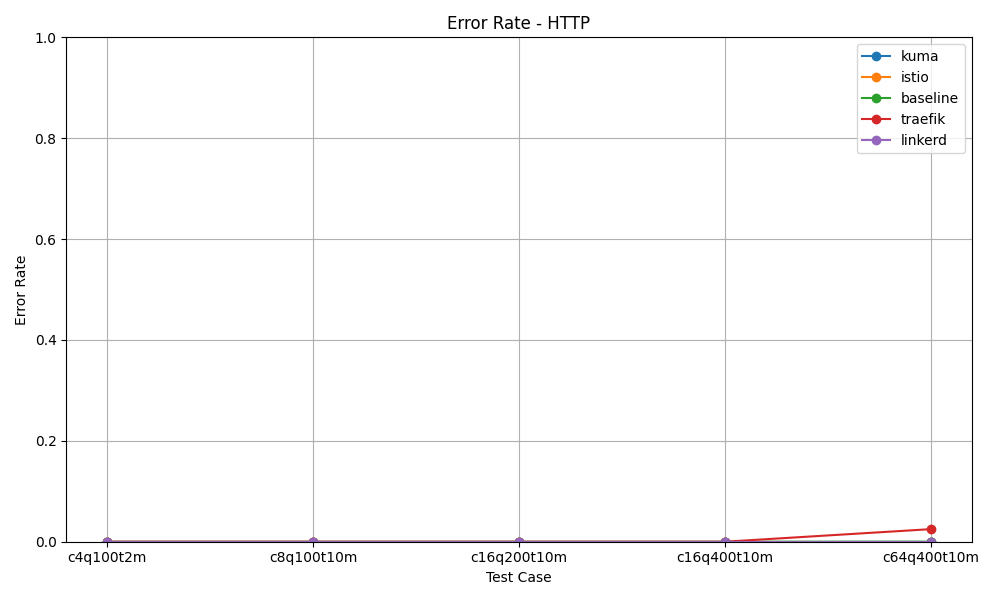 Error Rate - HTTP
1.0
0.8
0.6
0.4
0.2
0.0
Error Rate
kuma
istio
baseline
traefik
linkerd
c4q100t2m
c8q100t10m
c16q200t10m
c16q400t10m
c64q400t10m
Test Case